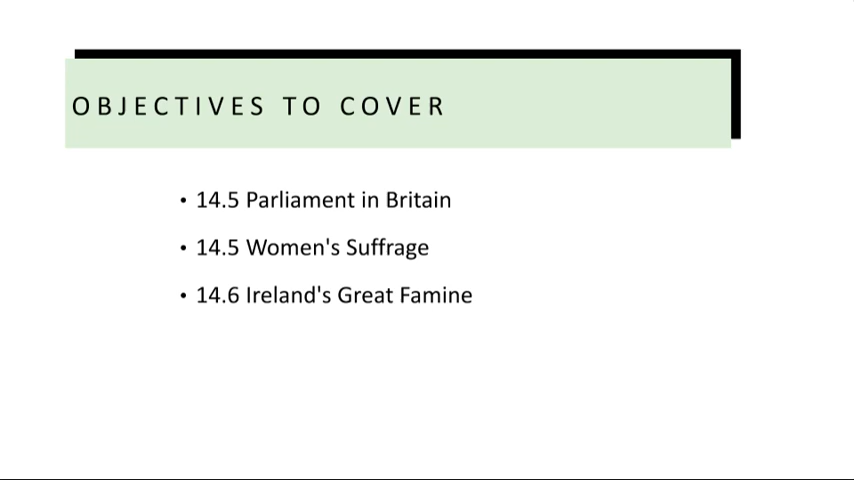 OBJECTIVES TO COVER
• 14.5 Parliament in Britain
• 14.5 Women's Suffrage
• 14.6 Ireland's Great Famine